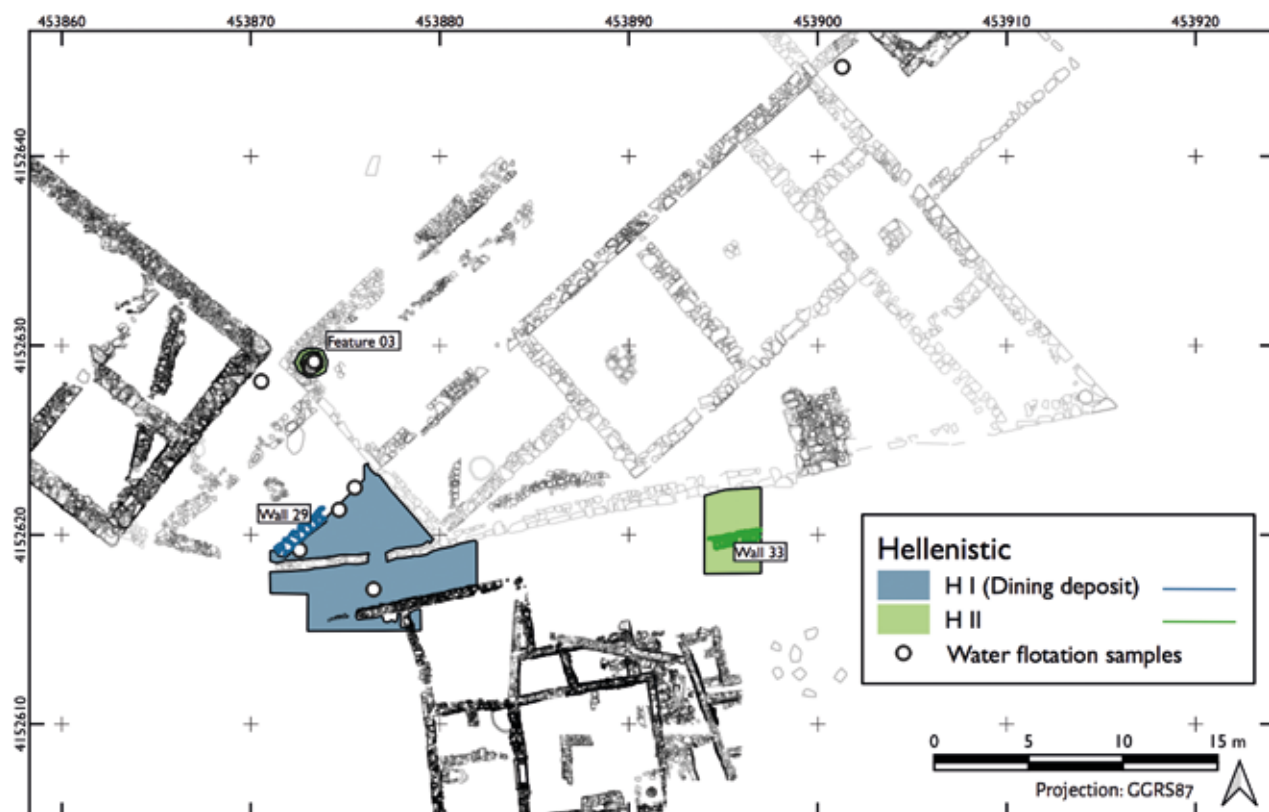 453860 453870 453880 453890 453900 453910 453920
4152640
4152630
4152620
4152610
Feature 03
Wall 29
Wall 33
Hellenistic
H I (Dining deposit)
H II
Water flotation samples
0 5 10 15 m
Projection: GGRS87